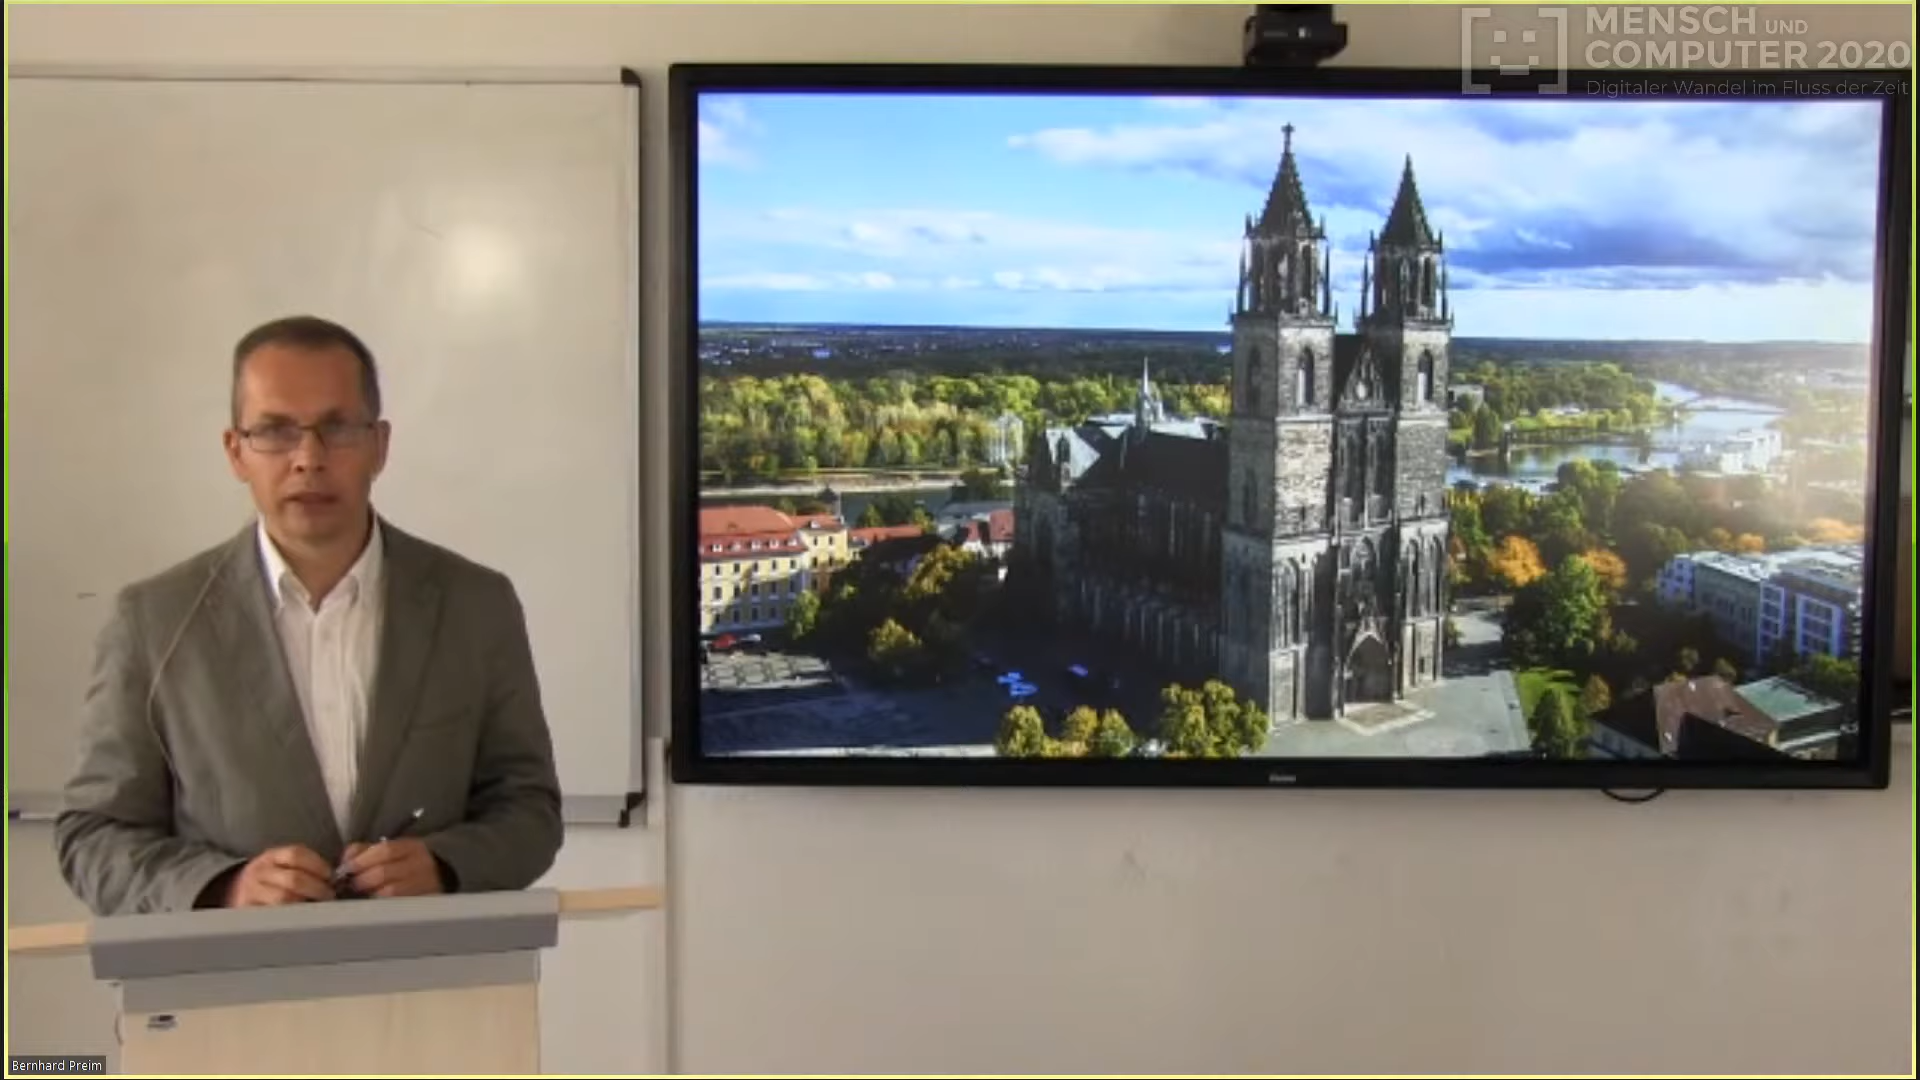 MENSCH UND
COMPUTER 2020
Digitaler Wandel im Fluss der Zeit
Bernhard Preim